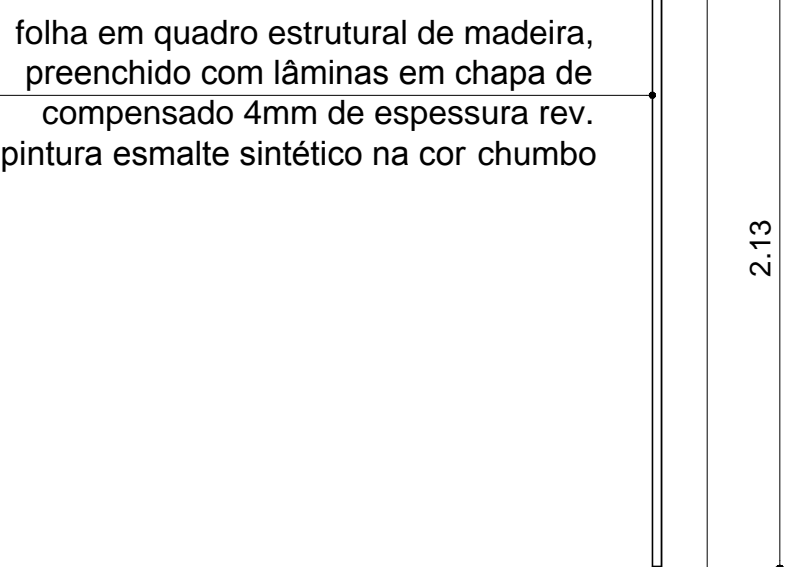 folha em quadro estrutural de madeira,
preenchido com lâminas em chapa de
compensado 4mm de espessura rev.
pintura esmalte sintético na cor chumbo
2.13